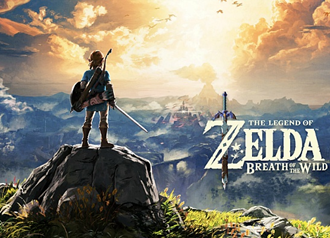 THE LEGEND OF
ZELDA
BREATH OF THE WILD